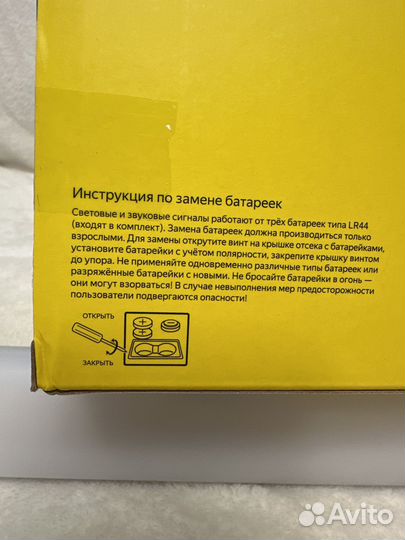 Инструкция по замене батареек
Световые и звуковые сигналы работают от трёх батареек типа LR44
(входят в комплект). Замена батареек должна производиться только
взрослыми. Для замены открутите винт на крышке отсека с батарейками,
установите батарейки с учётом полярности, закрепите крышку винтом
до упора. Не применяйте одновременно различные типы батареек или
разряжённые батарейки с новыми. Не бросайте батарейки в огонь —
они могут взорваться! В случае невыполнения мер предосторожности
пользователи подвергаются опасности!
ОТКРЫТЬ
ЗАКРЫТЬ
Avito